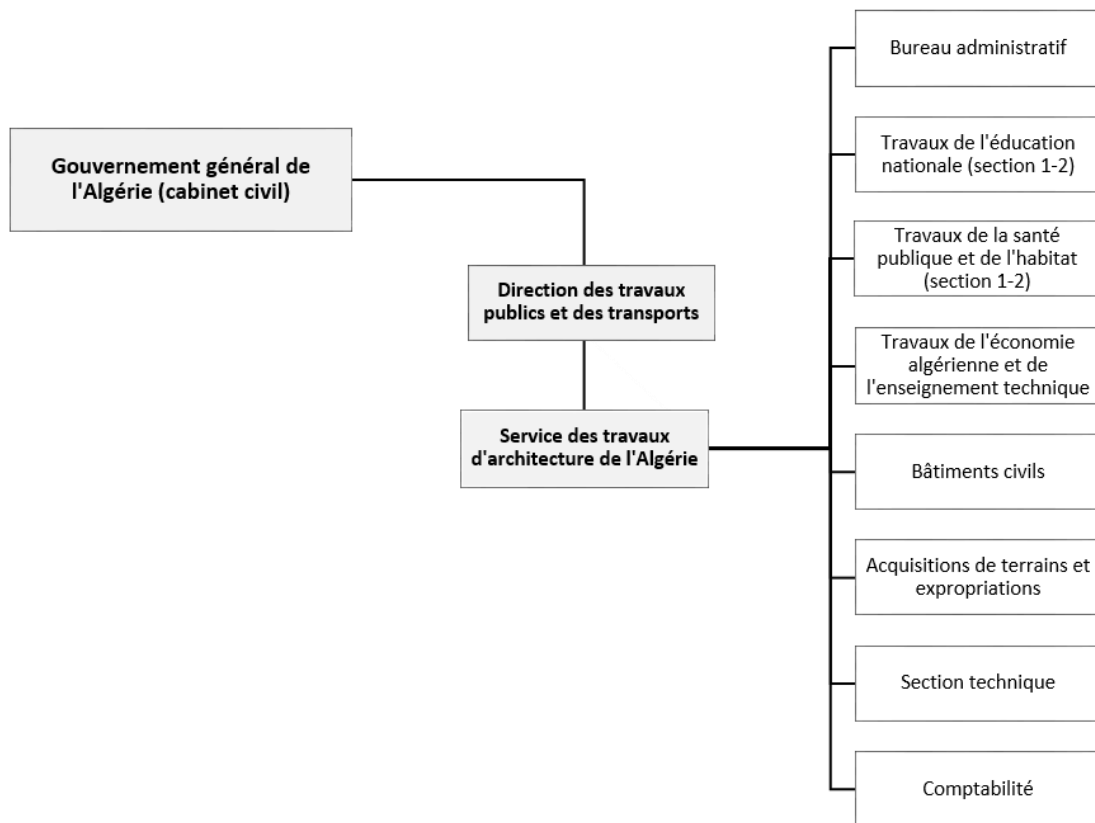 Gouvernement général de
l'Algérie (cabinet civil)
Direction des travaux
publics et des transports
Service des travaux
d'architecture de l'Algérie
Bureau administratif
Travaux de l'éducation
nationale (section 1-2)
Travaux de la santé
publique et de l'habitat
(section 1-2)
Travaux de l'économie
algérienne et de
l'enseignement technique
Bâtiments civils
Acquisitions de terrains et
expropriations
Section technique
Comptabilité